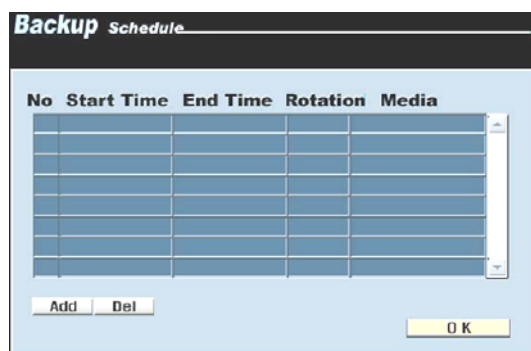 Backup Schedule
No Start Time End Time Rotation Media
Add Del
OK